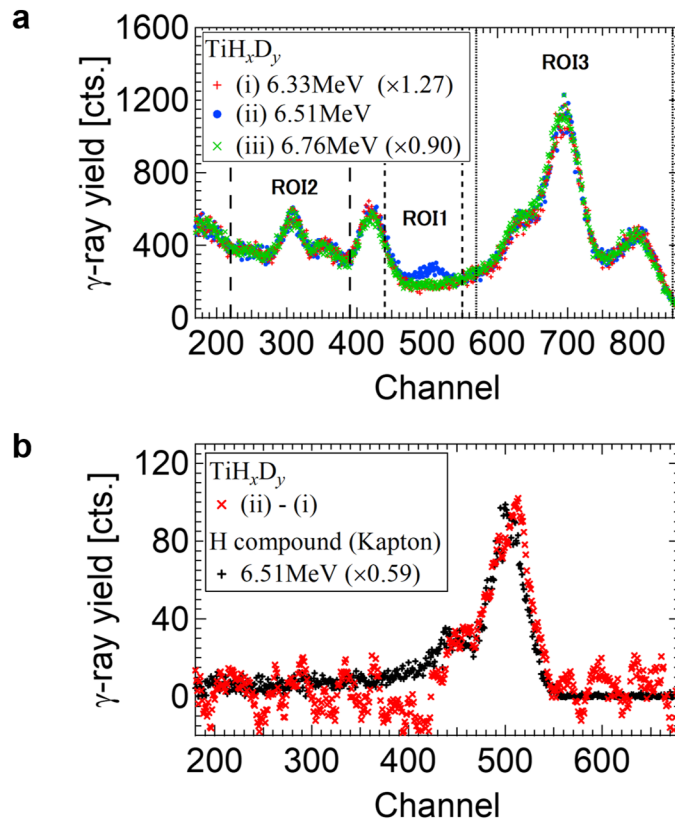 a
1600
1200
800
400
0
γ-ray yield [cts.]
TiHxDy
+ (i) 6.33MeV (×1.27)
● (ii) 6.51MeV
× (iii) 6.76MeV (×0.90)
ROI3
ROI2
ROI1
200 300 400 500 600 700 800
Channel
b
120
80
40
0
γ-ray yield [cts.]
TiHxDy
× (ii) - (i)
H compound (Kapton)
+ 6.51MeV (×0.59)
200 300 400 500 600
Channel